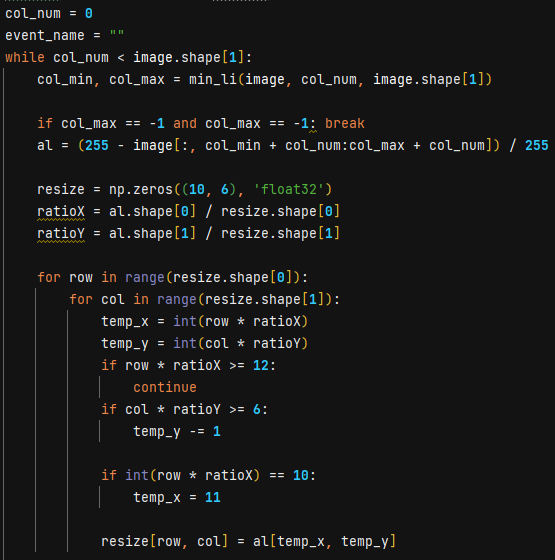 col_num = 0
event_name = ""
while col_num < image.shape[1]:
    col_min, col_max = min_li(image, col_num, image.shape[1])

    if col_max == -1 and col_max == -1: break
    al = (255 - image[:, col_min + col_num:col_max + col_num]) / 255

    resize = np.zeros((10, 6), 'float32')
    ratioX = al.shape[0] / resize.shape[0]
    ratioY = al.shape[1] / resize.shape[1]

    for row in range(resize.shape[0]):
        for col in range(resize.shape[1]):
            temp_x = int(row * ratioX)
            temp_y = int(col * ratioY)
            if row * ratioX >= 12:
                continue
            if col * ratioY >= 6:
                temp_y -= 1

            if int(row * ratioX) == 10:
                temp_x = 11

            resize[row, col] = al[temp_x, temp_y]